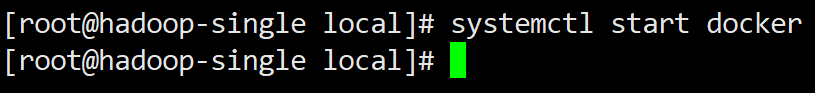 [root@hadoop-single local]# systemctl start docker
[root@hadoop-single local]#